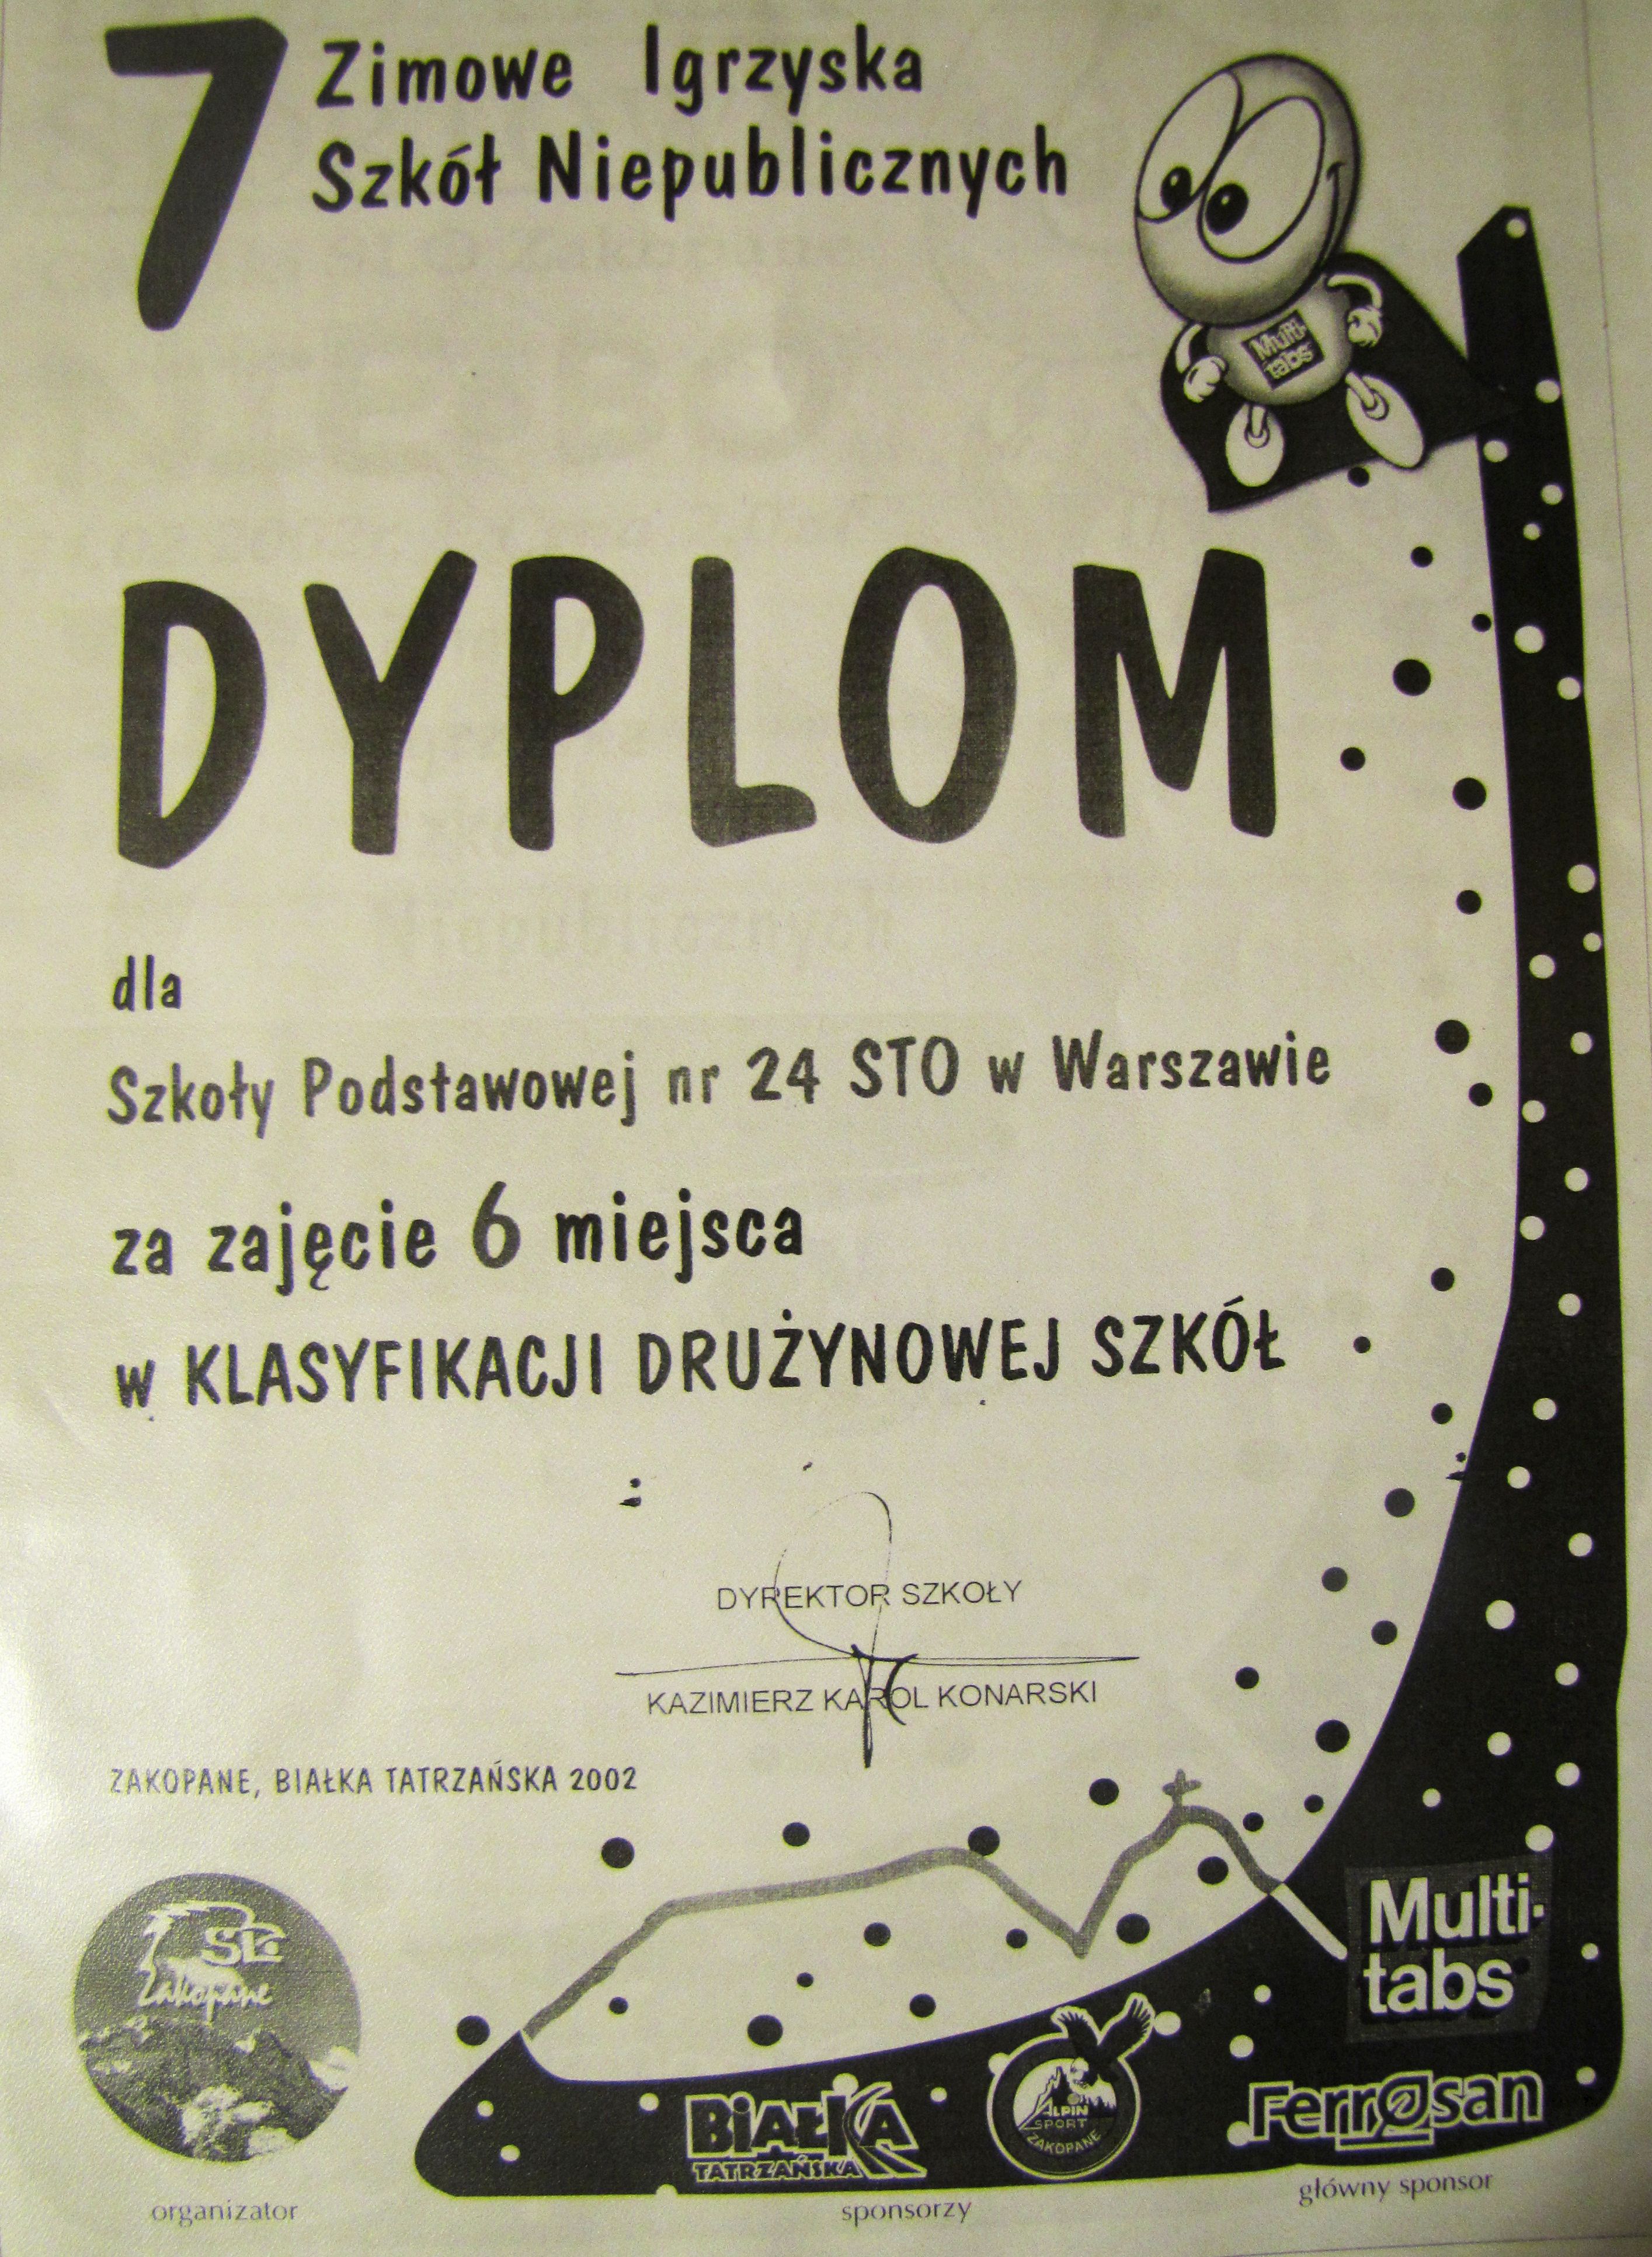 7 Zimowe Igrzyska
Szkół Niepublicznych
Multi-
tabs
DYPLOM
dla
Szkoły Podstawowej nr 24 STO w Warszawie
za zajęcie 6 miejsca
w KLASYFIKACJI DRUŻYNOWEJ SZKÓŁ
DYREKTOR SZKOŁY
KAZIMIERZ KAROL KONARSKI
ZAKOPANE, BIAŁKA TATRZAŃSKA 2002
Ski
Zakopane
organizator
BIAŁKA
TATRZAŃSKA
ALPIN
SPORT
ZAKOPANE
sponsorzy
Multi-
tabs
Ferrosan
główny sponsor